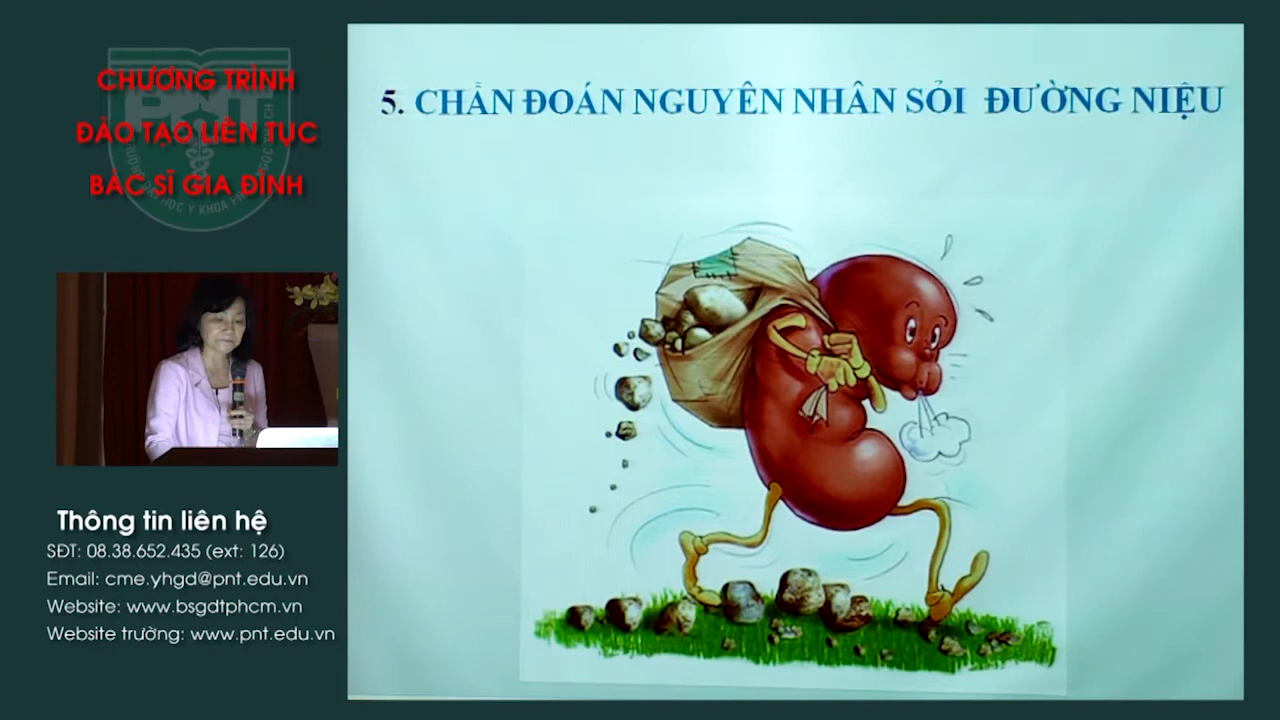 CHƯƠNG TRÌNH
ĐÀO TẠO LIÊN TỤC
BÁC SĨ GIA ĐÌNH
PNT
5. CHẨN ĐOÁN NGUYÊN NHÂN SỎI ĐƯỜNG NIỆU
Thông tin liên hệ
SĐT: 08.38.652.435 (ext: 126)
Email: cme.yhgd@pnt.edu.vn
Website: www.bsgdtphcm.vn
Website trường: www.pnt.edu.vn